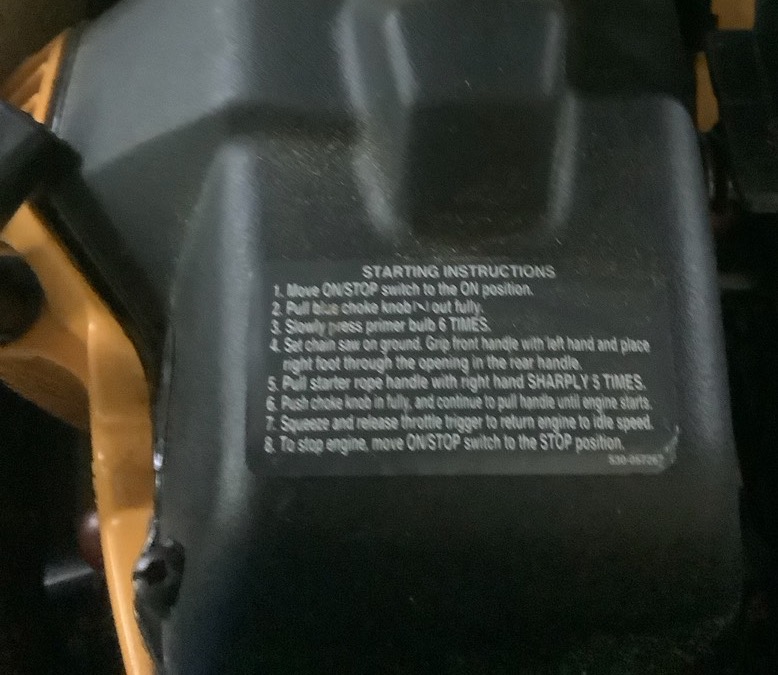 STARTING INSTRUCTIONS
1. Move ON/STOP switch to the ON position.
2. Pull blue choke knob out fully.
3. Slowly press primer bulb 6 TIMES.
4. Set chain saw on ground. Grip front handle with left hand and place
right foot through the opening in the rear handle.
5. Pull starter rope handle with right hand SHARPLY 5 TIMES.
6. Push choke knob in fully, and continue to pull handle until engine starts.
7. Squeeze and release throttle trigger to return engine to idle speed.
8. To stop engine, move ON/STOP switch to the STOP position.